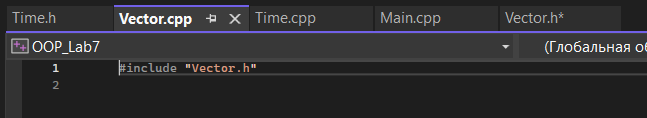 Time.h Vector.cpp Time.cpp Main.cpp Vector.h*
OOP_Lab7 (Глобальная об
1 #include "Vector.h"
2